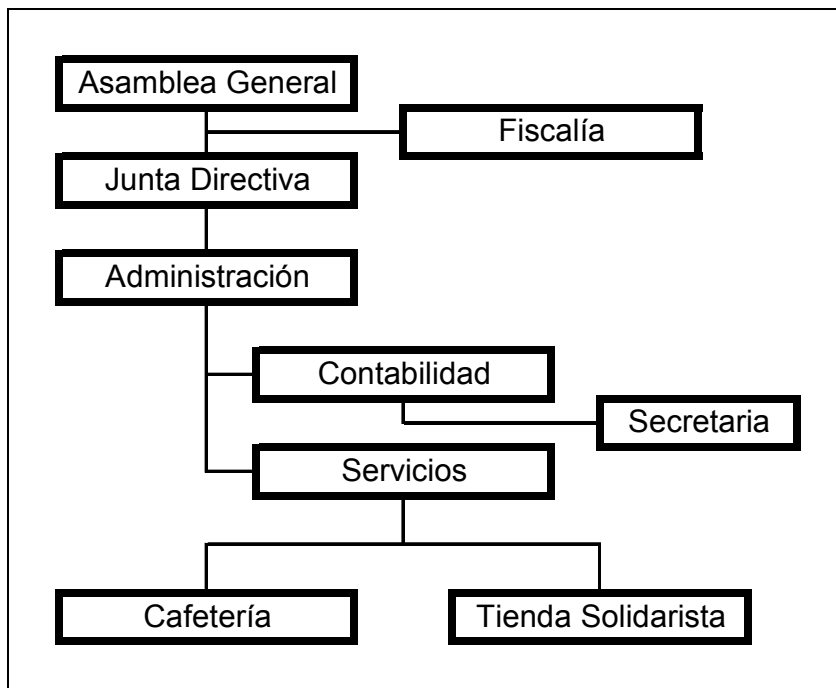 Asamblea General
Fiscalía
Junta Directiva
Administración
Contabilidad
Secretaria
Servicios
Cafetería
Tienda Solidarista